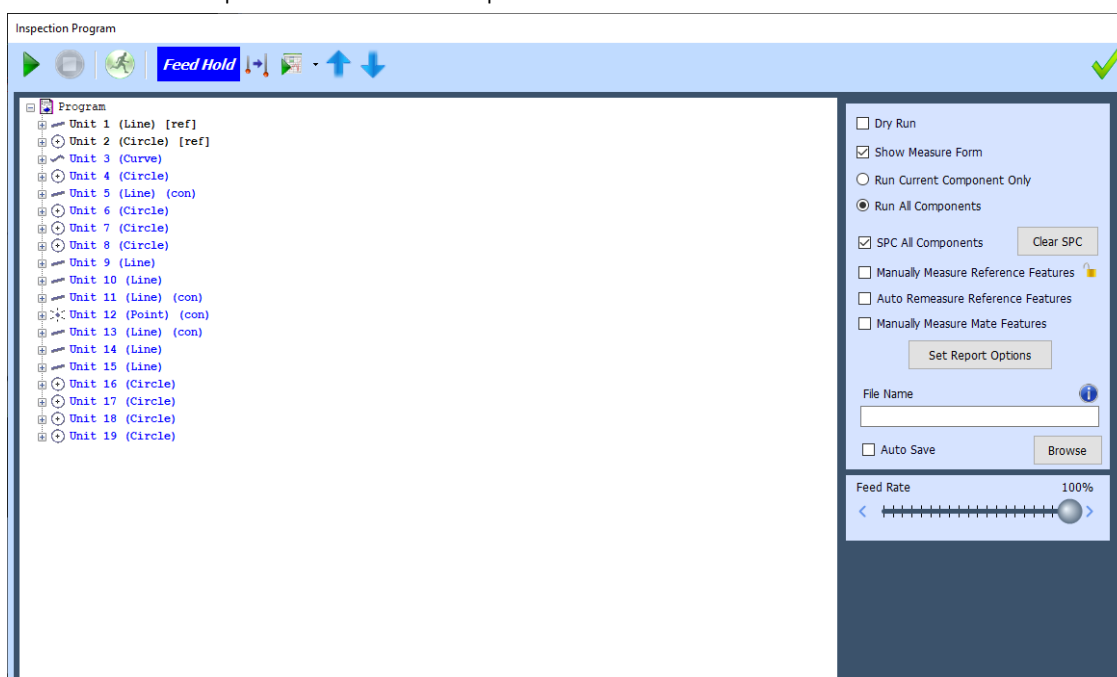 Inspection Program
Feed Hold
Program
Unit 1 (Line) [ref]
Unit 2 (Circle) [ref]
Unit 3 (Curve)
Unit 4 (Circle)
Unit 5 (Line) (con)
Unit 6 (Circle)
Unit 7 (Circle)
Unit 8 (Circle)
Unit 9 (Line)
Unit 10 (Line)
Unit 11 (Line) (con)
Unit 12 (Point) (con)
Unit 13 (Line) (con)
Unit 14 (Line)
Unit 15 (Line)
Unit 16 (Circle)
Unit 17 (Circle)
Unit 18 (Circle)
Unit 19 (Circle)
Dry Run
Show Measure Form
Run Current Component Only
Run All Components
SPC All Components Clear SPC
Manually Measure Reference Features
Auto Remeasure Reference Features
Manually Measure Mate Features
Set Report Options
File Name
Auto Save Browse
Feed Rate 100%